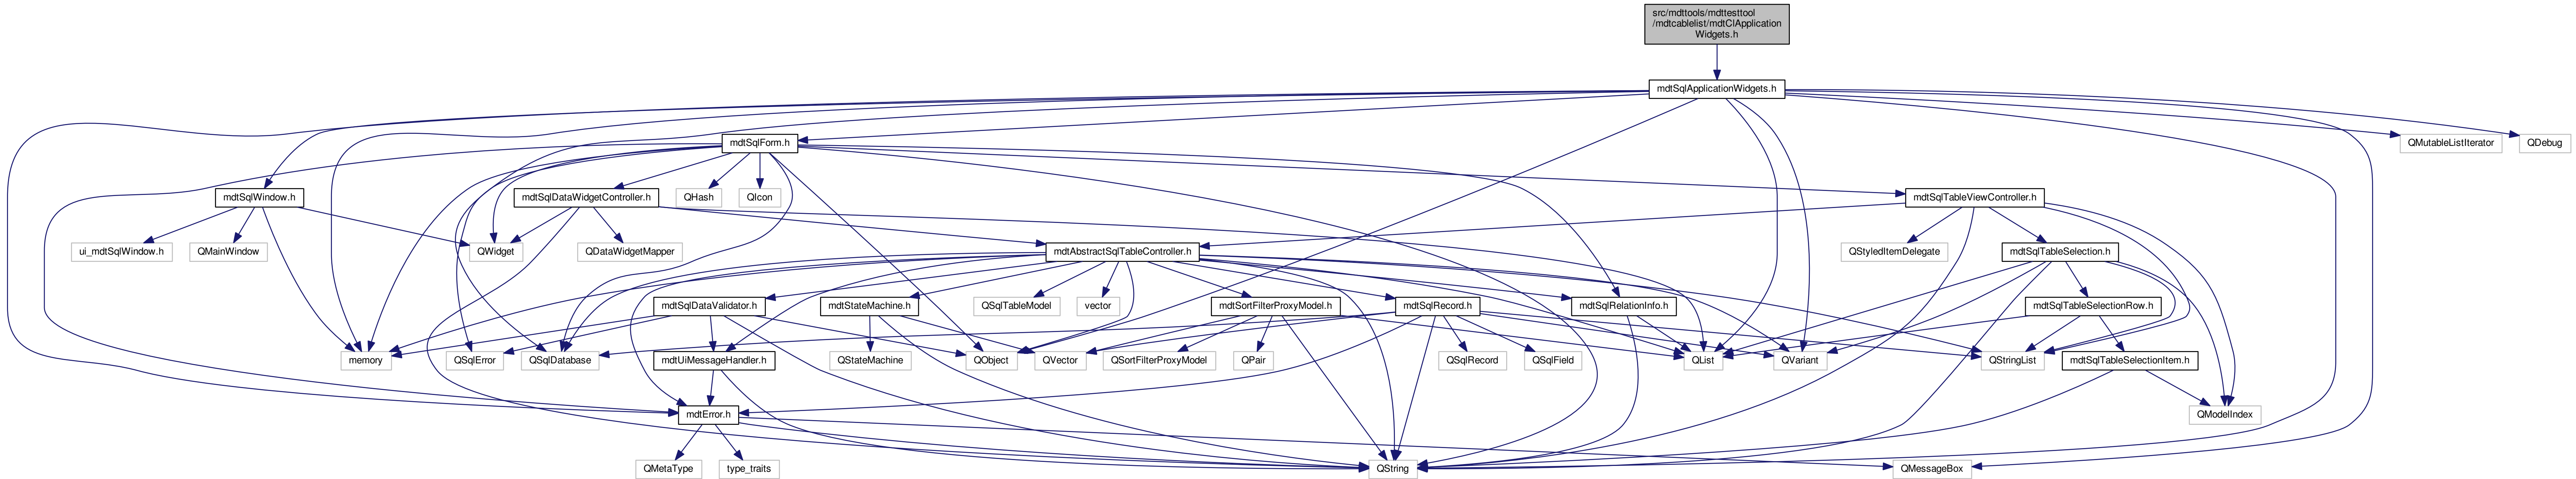 src/mdttools/mdttesttool
/mdtcablelist/mdtClApplication
Widgets.h
mdtSqlApplicationWidgets.h
mdtSqlForm.h
QMutableListIterator
QDebug
mdtSqlWindow.h
mdtSqlDataWidgetController.h
QHash
QIcon
mdtSqlTableViewController.h
ui_mdtSqlWindow.h
QMainWindow
QWidget
QDataWidgetMapper
mdtAbstractSqlTableController.h
QStyledItemDelegate
mdtSqlTableSelection.h
mdtSqlDataValidator.h
mdtStateMachine.h
QSqlTableModel
vector
mdtSortFilterProxyModel.h
mdtSqlRecord.h
mdtSqlRelationInfo.h
mdtSqlTableSelectionRow.h
memory
QSqlError
QSqlDatabase
mdtUiMessageHandler.h
QStateMachine
QObject
QVector
QSortFilterProxyModel
QPair
QSqlRecord
QSqlField
QList
QVariant
QStringList
mdtSqlTableSelectionItem.h
mdtError.h
QModelIndex
QMetaType
type_traits
QString
QMessageBox